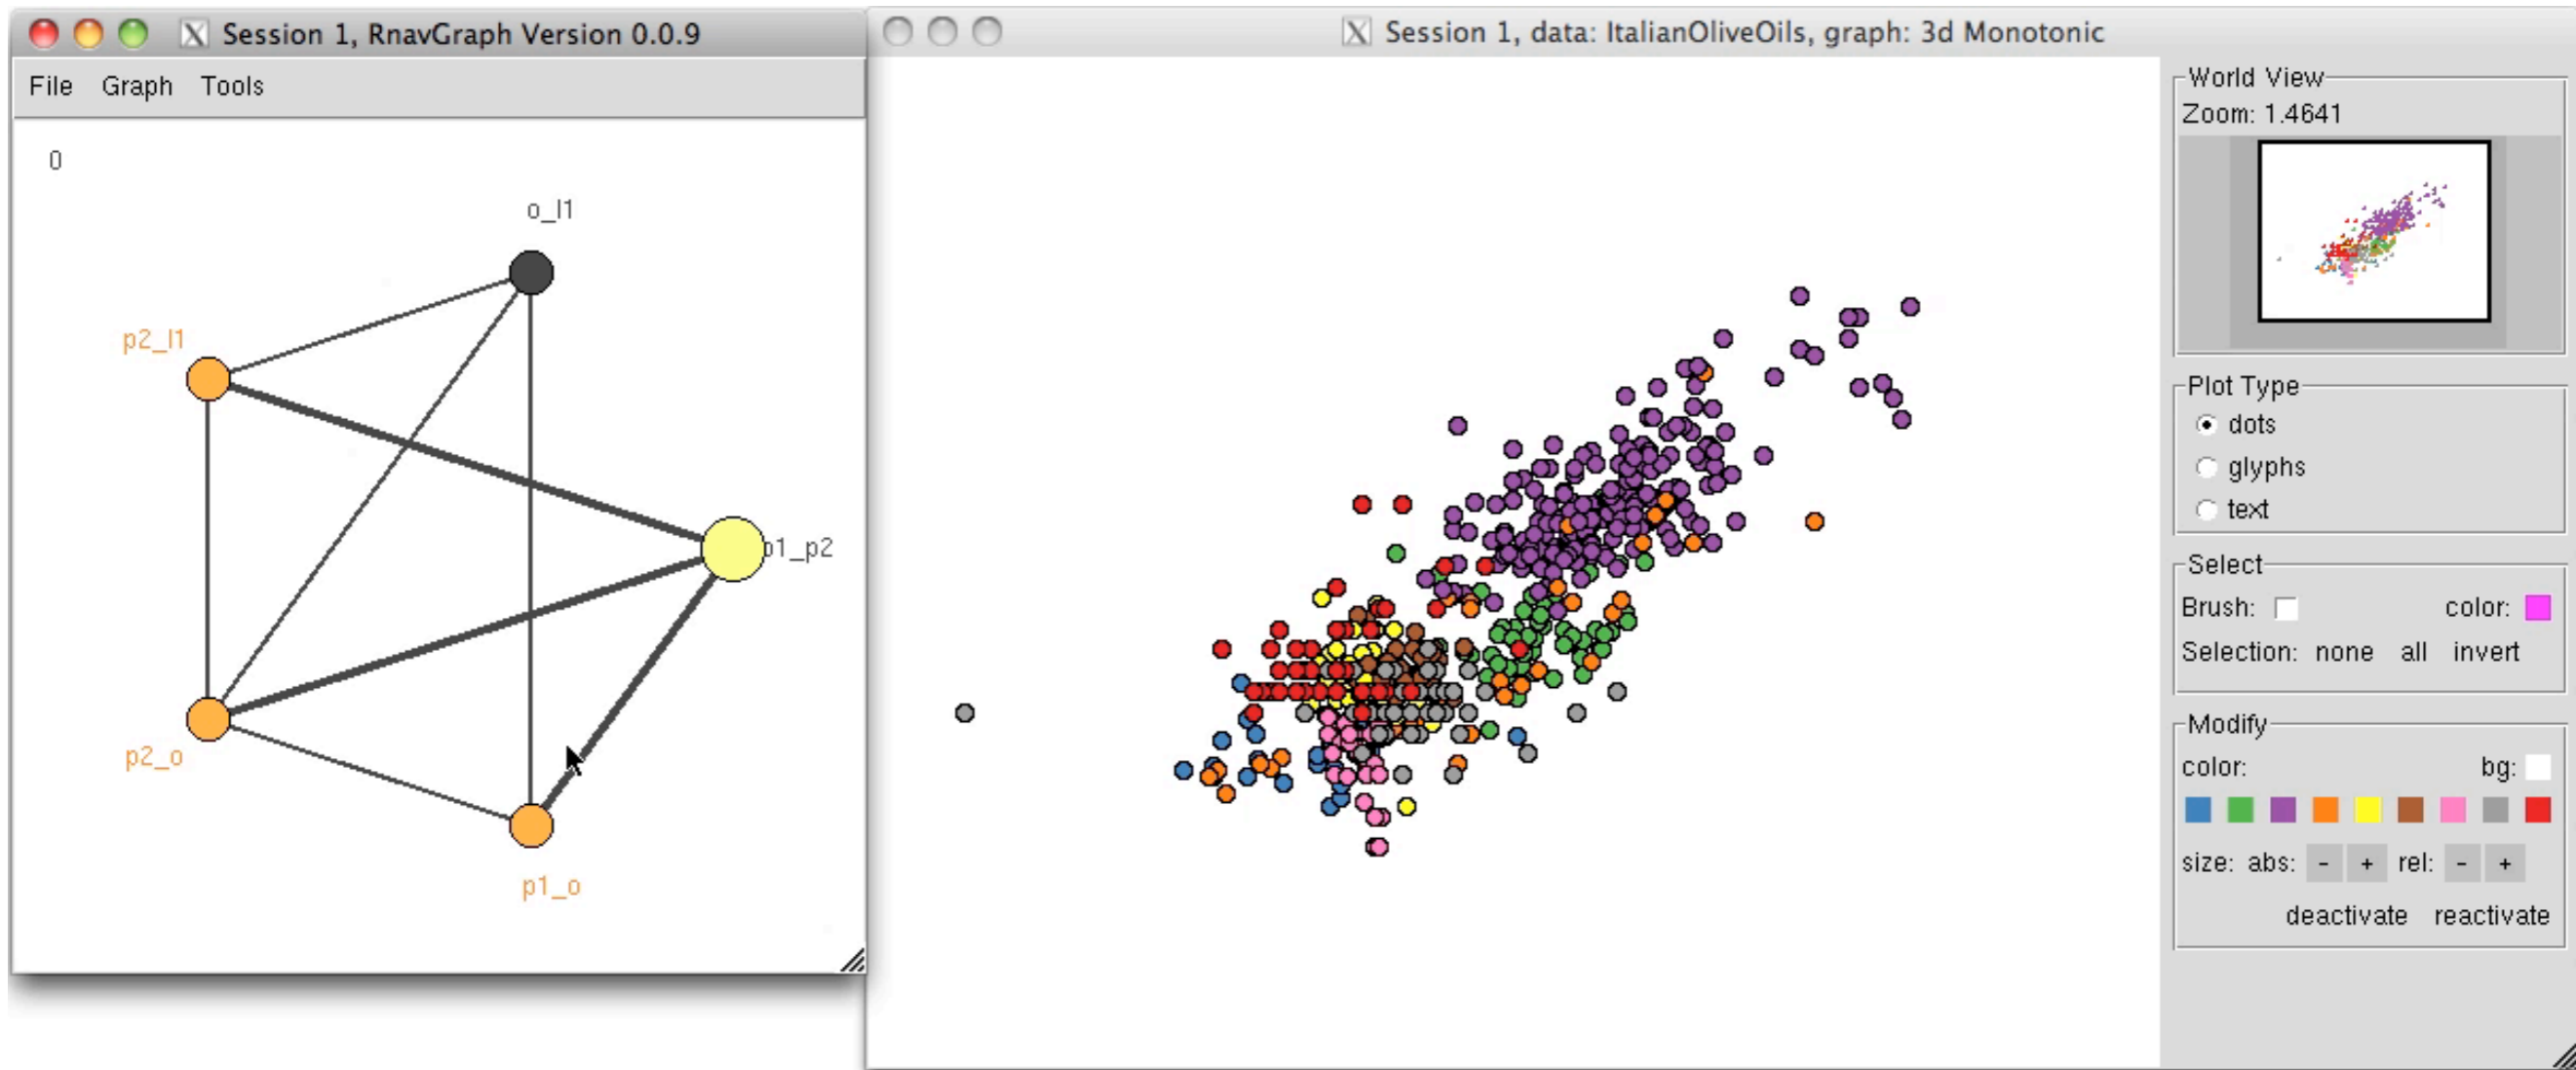 Session 1, RnavGraph Version 0.0.9
File Graph Tools
0
o_l1
p2_l1
p1_p2
p2_o
p1_o
Session 1, data: ItalianOliveOils, graph: 3d Monotonic
World View
Zoom: 1.4641
Plot Type
dots
glyphs
text
Select
Brush: color:
Selection: none all invert
Modify
color: bg:
size: abs: - + rel: - +
deactivate reactivate